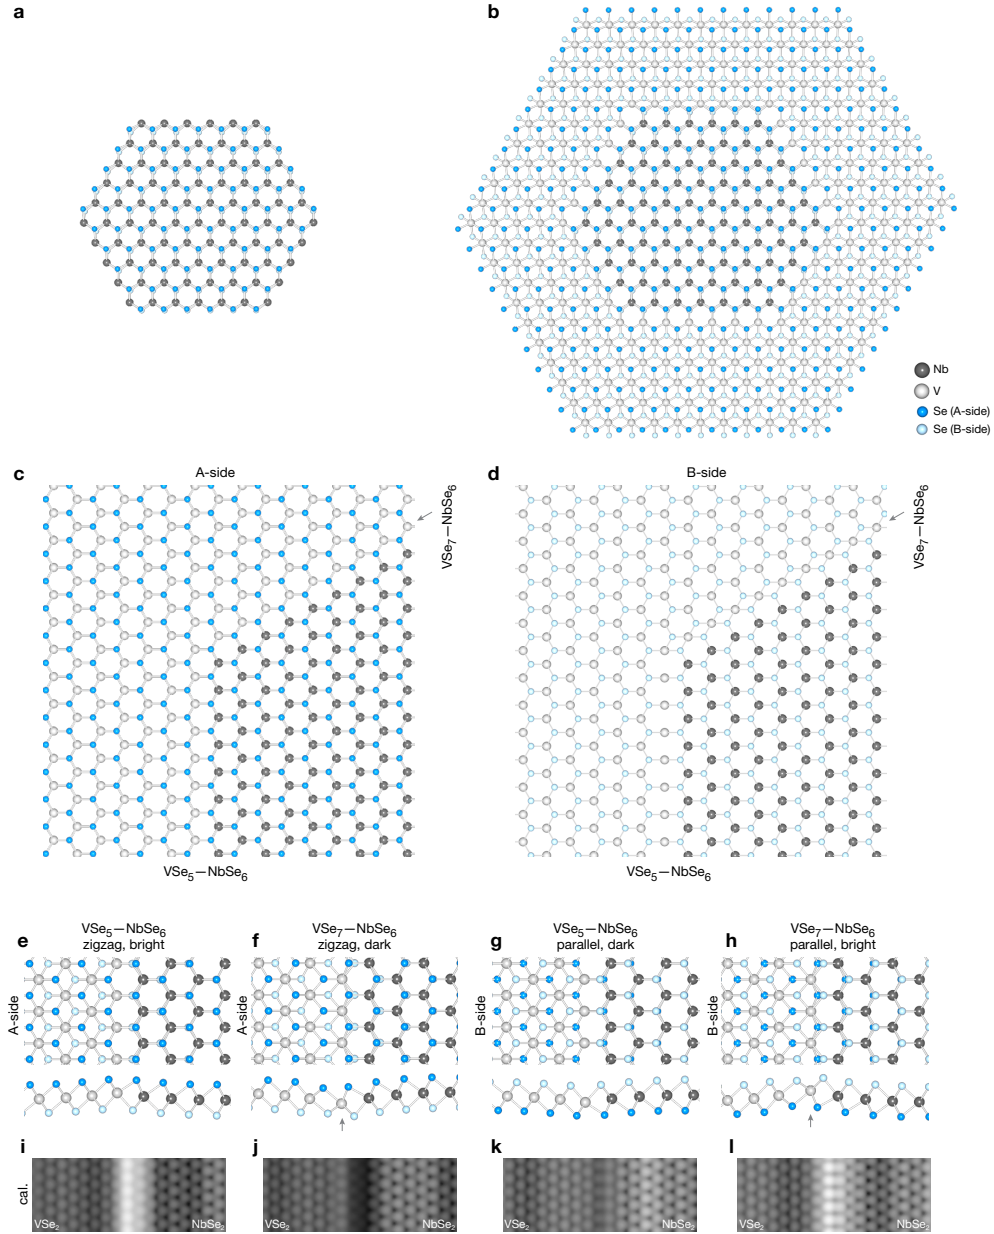 a
b
Nb
V
Se (A-side)
Se (B-side)
c
A-side
VSe₇—NbSe₆
VSe₅—NbSe₆
d
B-side
VSe₇—NbSe₆
VSe₅—NbSe₆
e
VSe₅—NbSe₆
zigzag, bright
A-side
f
VSe₇—NbSe₆
zigzag, dark
A-side
g
VSe₅—NbSe₆
parallel, dark
B-side
h
VSe₇—NbSe₆
parallel, bright
B-side
i
cal.
VSe₂
NbSe₂
j
VSe₂
NbSe₂
k
VSe₂
NbSe₂
l
VSe₂
NbSe₂